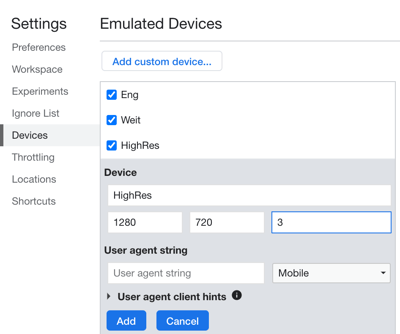 Settings
Preferences
Workspace
Experiments
Ignore List
Devices
Throttling
Locations
Shortcuts
Emulated Devices
Add custom device...
Eng
Weit
HighRes
Device
HighRes
1280 720 3
User agent string
User agent string Mobile
User agent client hints
Add Cancel